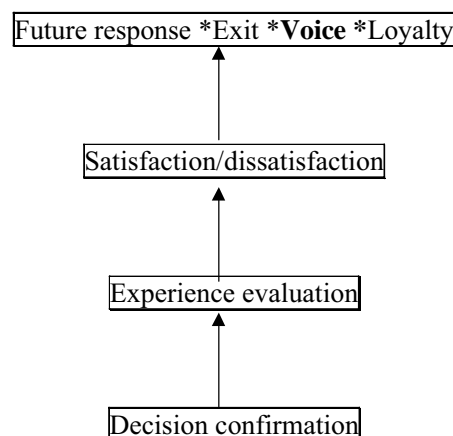 Future response *Exit *Voice *Loyalty
Satisfaction/dissatisfaction
Experience evaluation
Decision confirmation